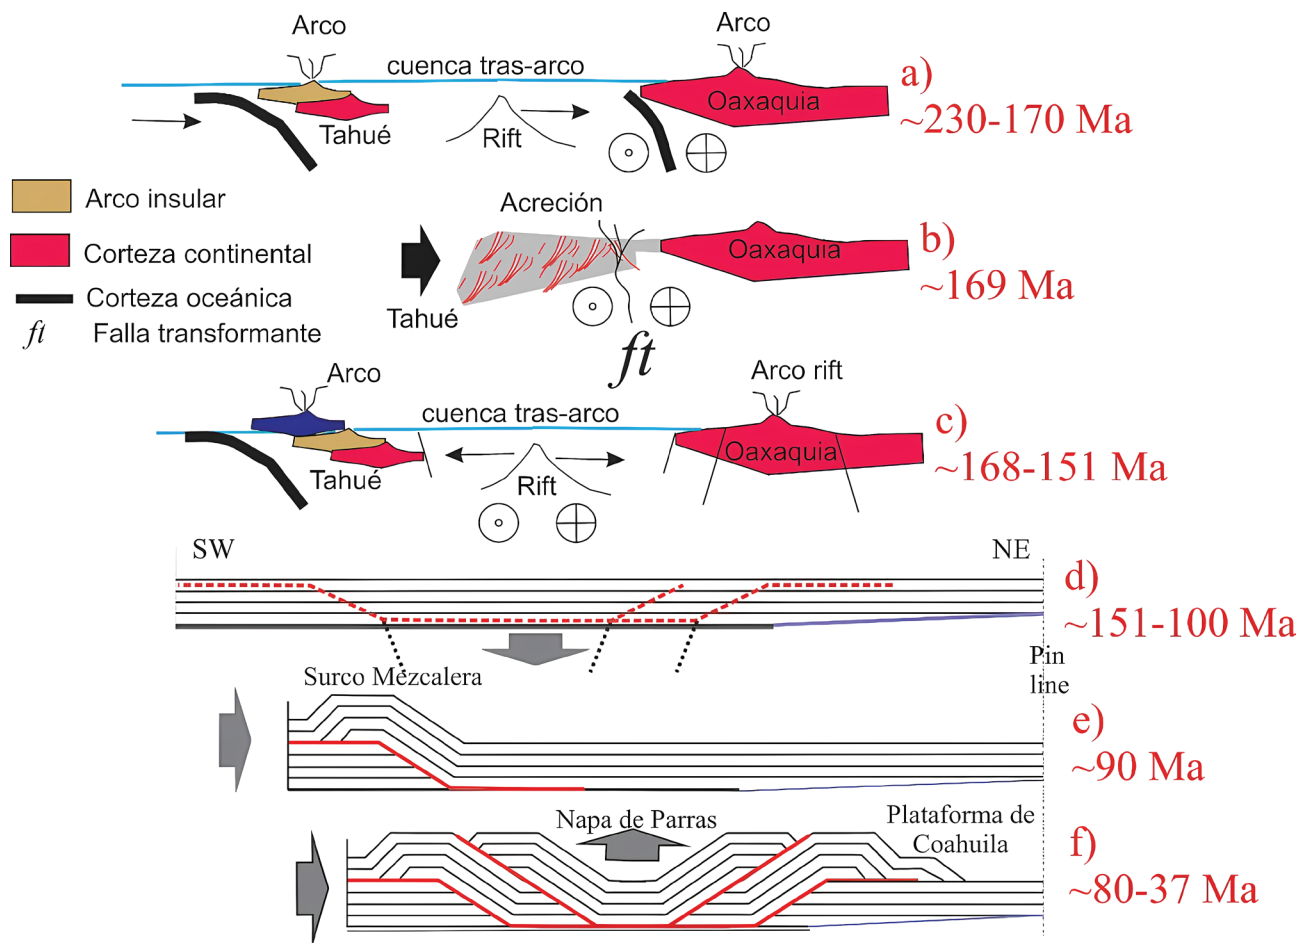 Arco
Arco
cuenca tras-arco
a)
Oaxaquia
~230-170 Ma
Tahué
Rift
Arco insular
Acreción
Corteza continental
Oaxaquia
b)
~169 Ma
Corteza oceánica
Tahué
ft Falla transformante
ft
Arco
Arco rift
cuenca tras-arco
c)
Oaxaquia
~168-151 Ma
Tahué
Rift
SW
NE
d)
~151-100 Ma
Pin
line
Surco Mezcalera
e)
~90 Ma
Napa de Parras
Plataforma de
Coahuila
f)
~80-37 Ma